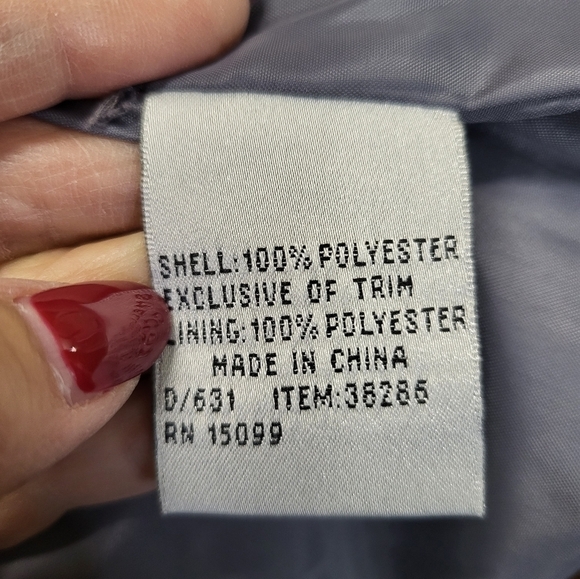 SHELL:100% POLYESTER
EXCLUSIVE OF TRIM
LINING:100% POLYESTER
MADE IN CHINA
D/631 ITEM:38286
RN 15099